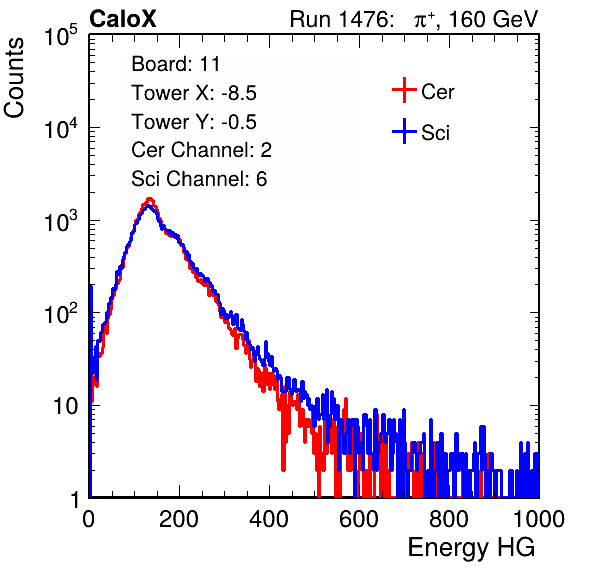 CaloX Run 1476: π⁺, 160 GeV
Counts
Board: 11
Tower X: -8.5
Tower Y: -0.5
Cer Channel: 2
Sci Channel: 6
Cer
Sci
10⁵
10⁴
10³
10²
10
1
0 200 400 600 800 1000
Energy HG